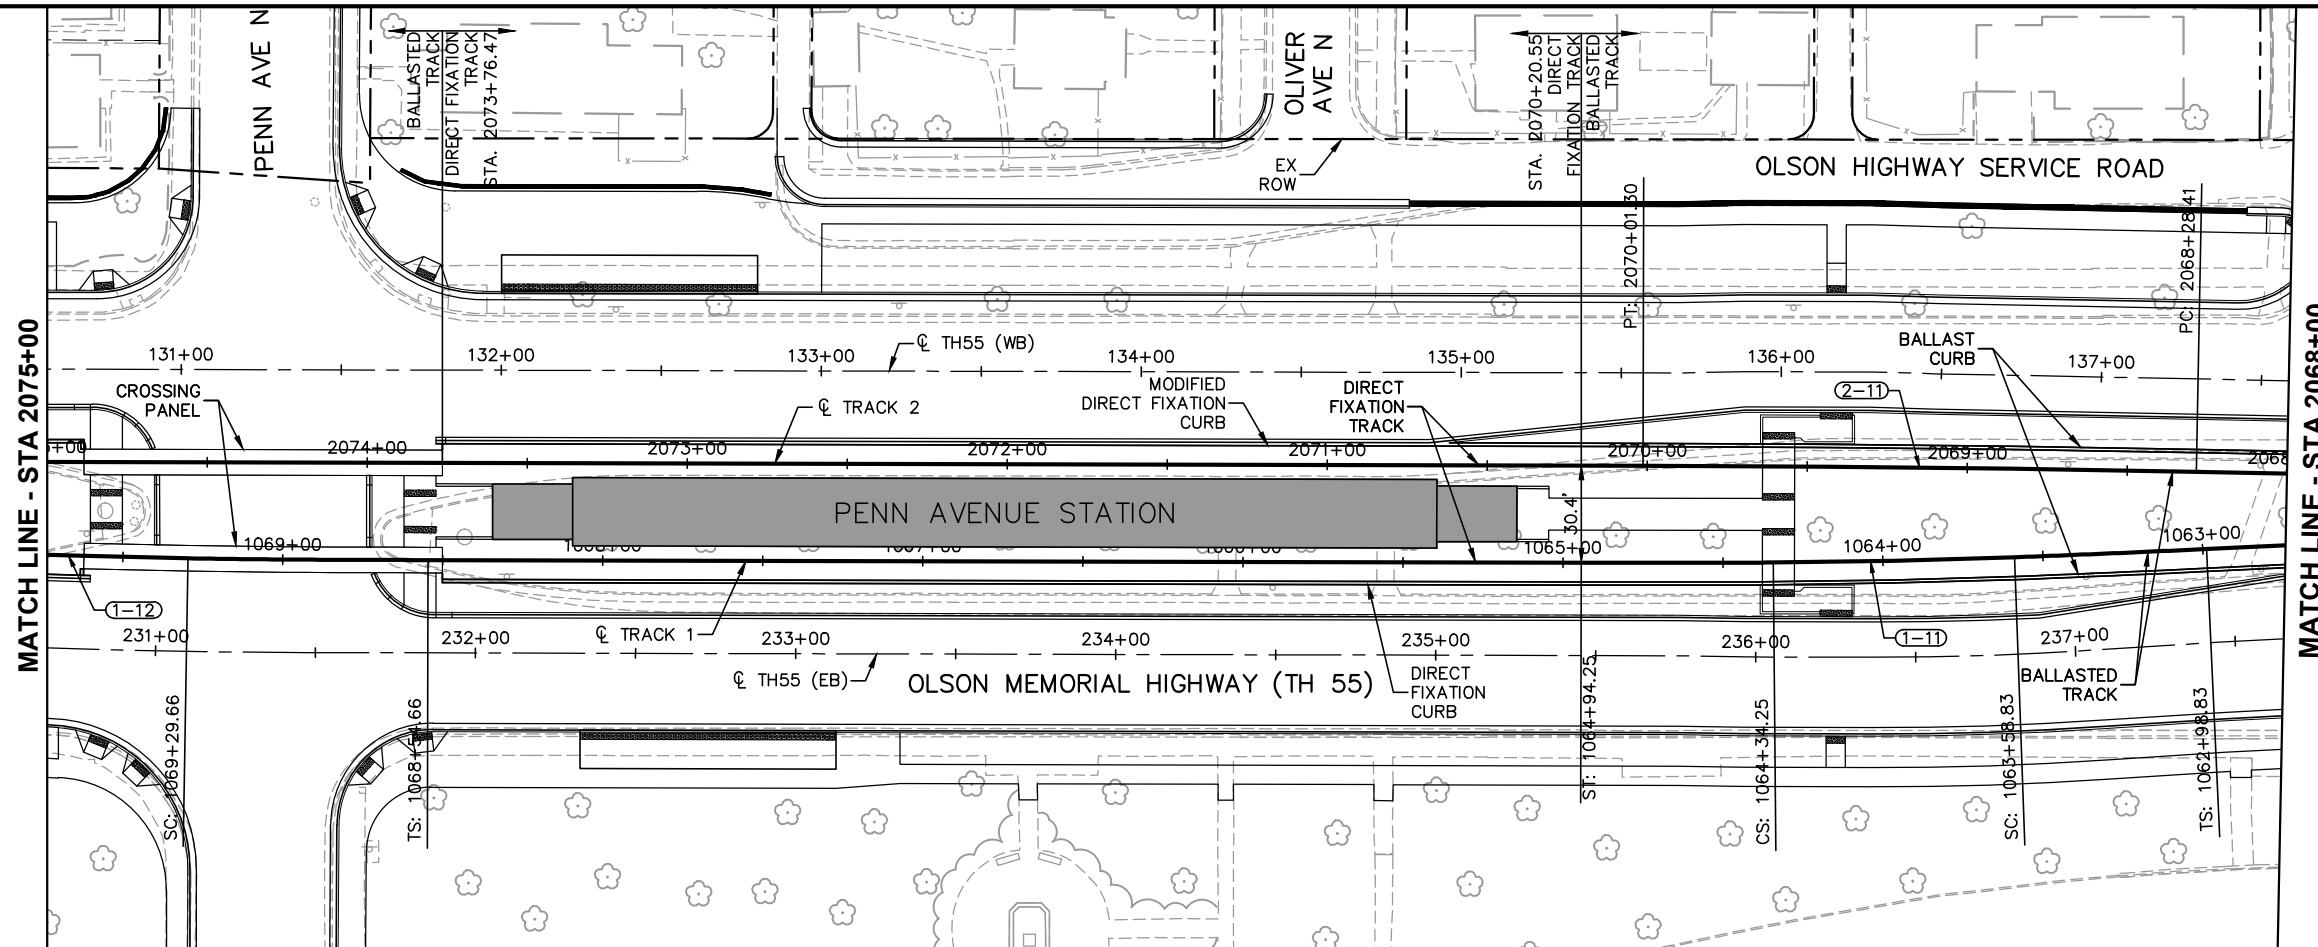 PENN AVE N
BALLASTED
TRACK
DIRECT FIXATION
TRACK
STA. 2073+76.47
OLIVER
AVE N
STA. 2070+20.55
DIRECT
FIXATION TRACK
BALLASTED
TRACK
EX
ROW
OLSON HIGHWAY SERVICE ROAD
PT: 2070+01.30
PC: 2068+28.41
MATCH LINE - STA 2075+00
MATCH LINE - STA 2068+00
131+00
132+00
133+00
134+00
135+00
136+00
137+00
℄ TH55 (WB)
BALLAST
CURB
CROSSING
PANEL
℄ TRACK 2
MODIFIED
DIRECT FIXATION
CURB
DIRECT
FIXATION
TRACK
2-11
2074+00
2073+00
2072+00
2071+00
2070+00
2069+00
2068
PENN AVENUE STATION
30.4'
1069+00
1065+00
1064+00
1063+00
1-12
231+00
232+00
233+00
234+00
235+00
236+00
237+00
℄ TRACK 1
1-11
℄ TH55 (EB)
OLSON MEMORIAL HIGHWAY (TH 55)
DIRECT
FIXATION
CURB
BALLASTED
TRACK
SC: 1069+29.66
ST: 1064+94.25
CS: 1064+34.25
SC: 1063+58.83
TS: 1062+98.83